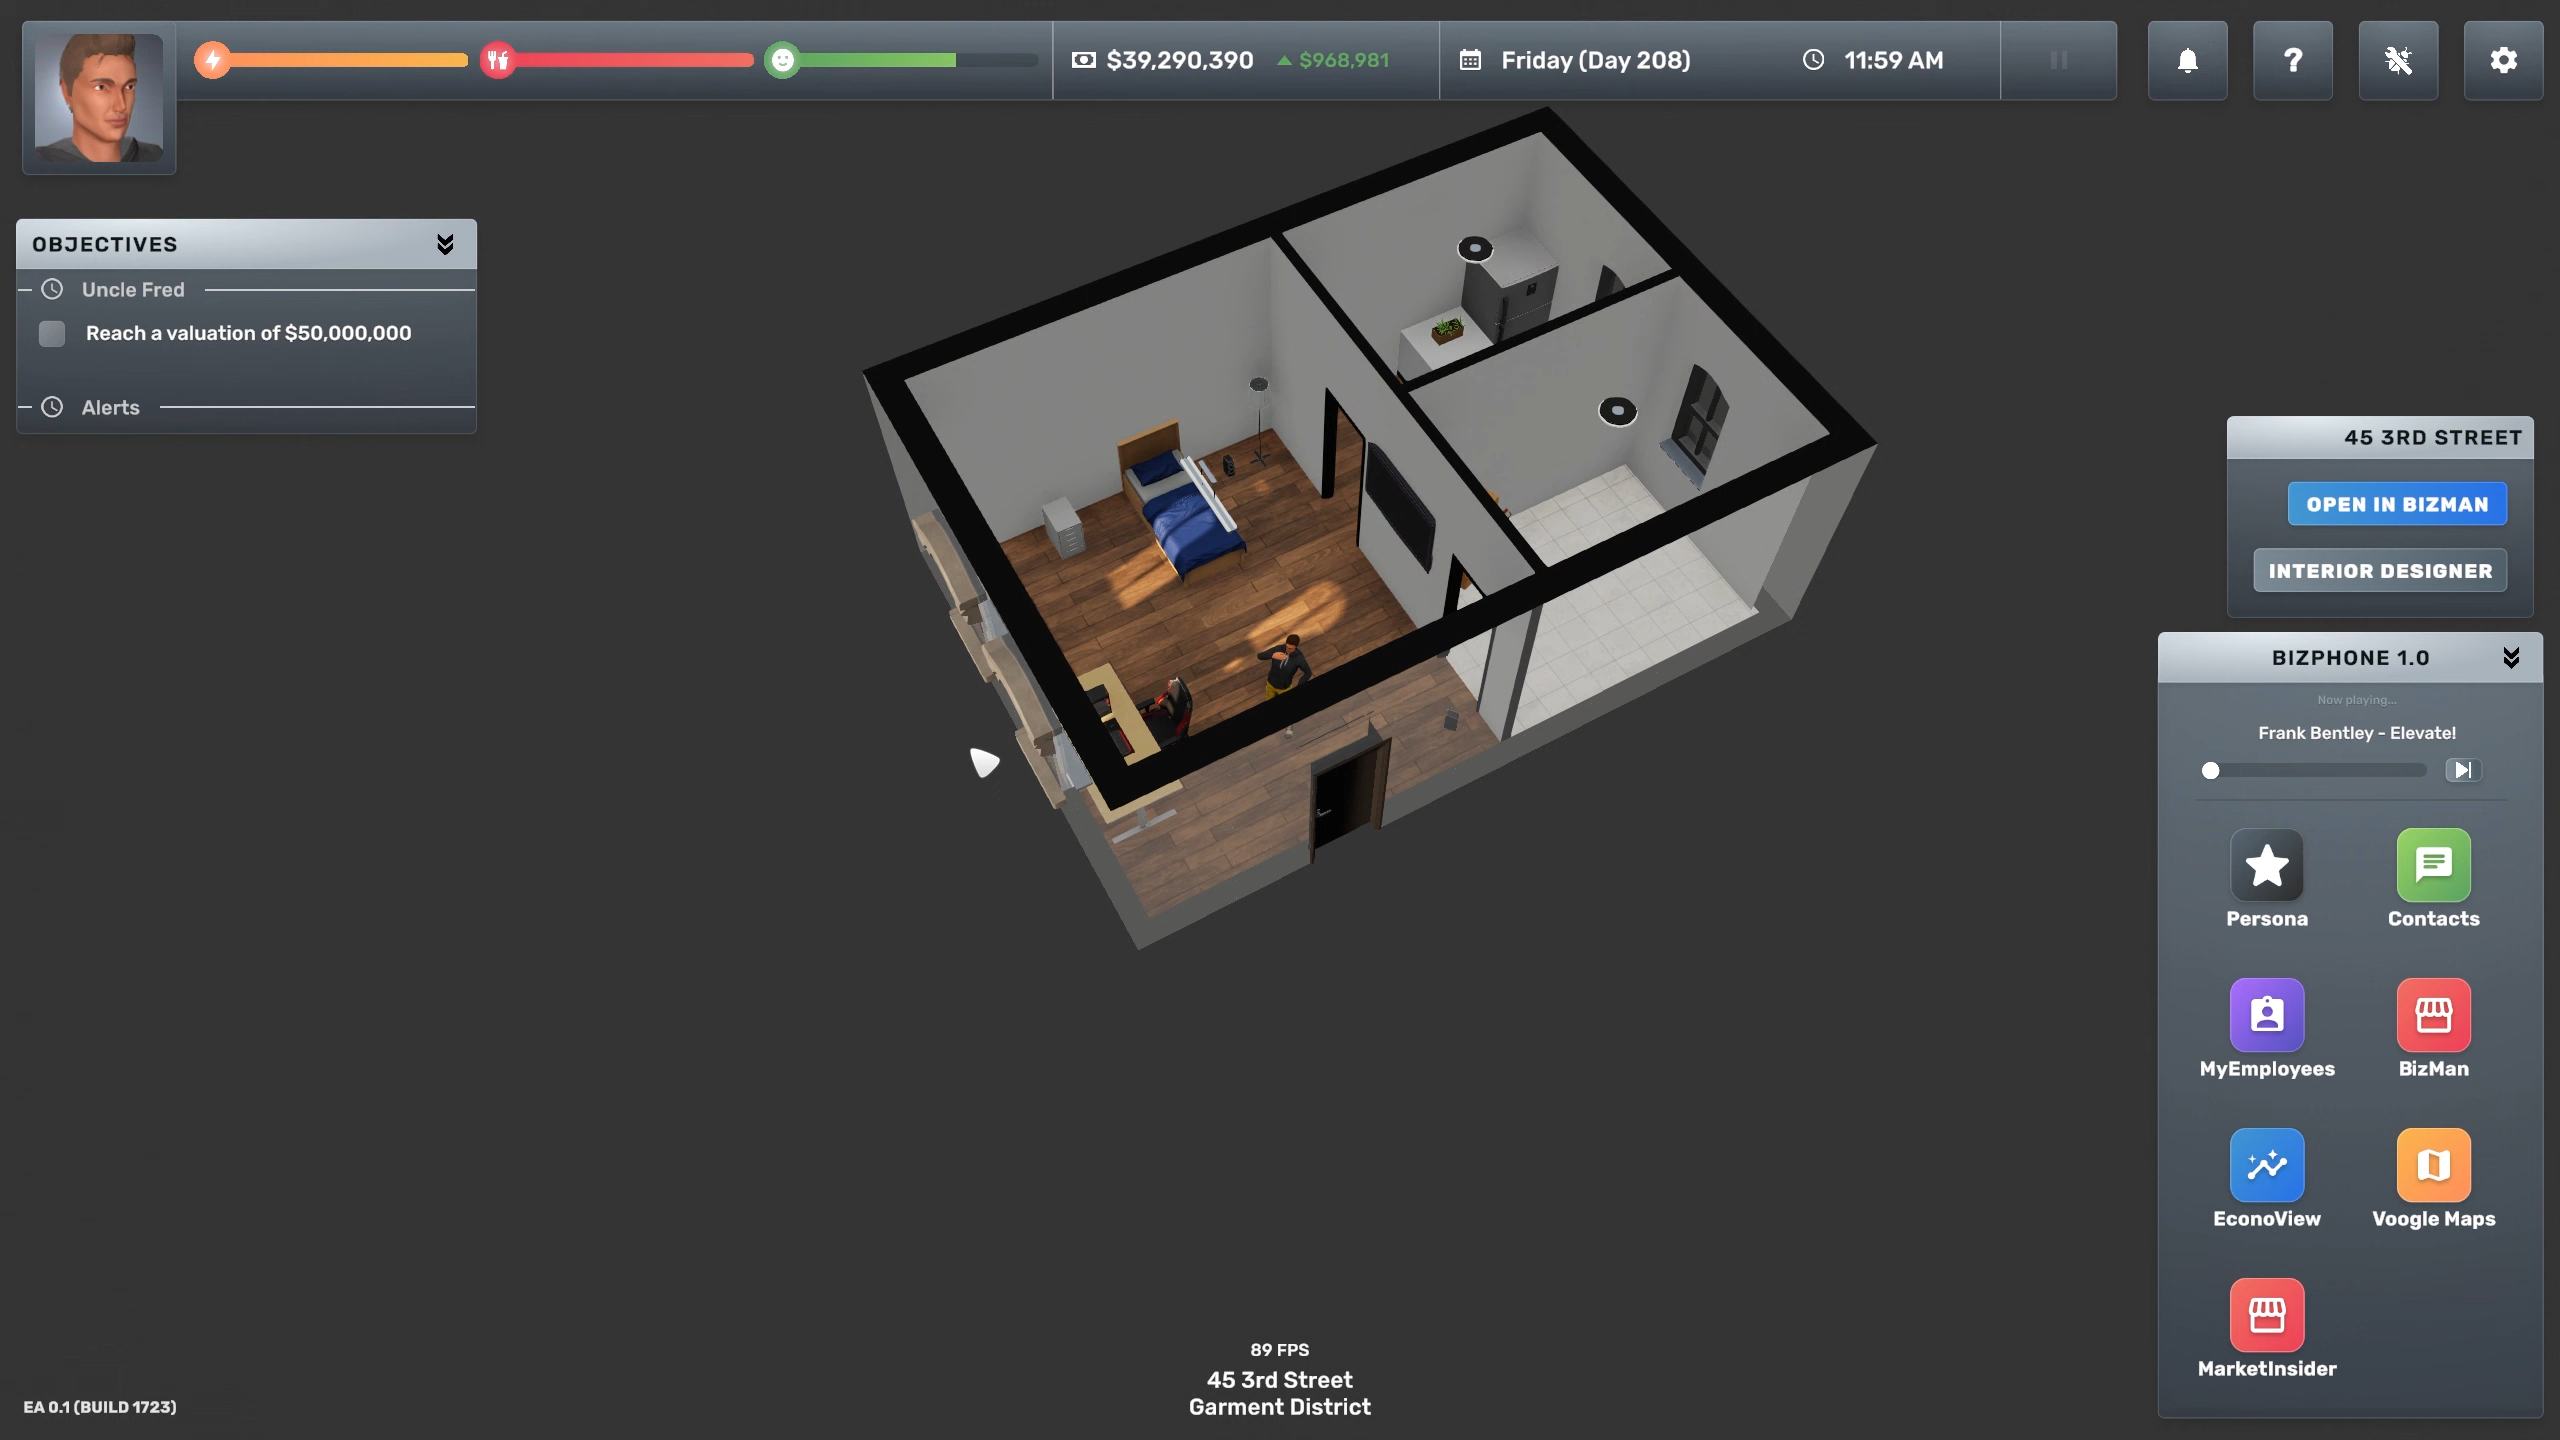 $39,290,390
$968,981
Friday (Day 208)
11:59 AM
?
OBJECTIVES
Uncle Fred
Reach a valuation of $50,000,000
Alerts
45 3RD STREET
OPEN IN BIZMAN
INTERIOR DESIGNER
BIZPHONE 1.0
Now playing...
Frank Bentley - Elevate!
Persona
Contacts
MyEmployees
BizMan
EconoView
Voogle Maps
MarketInsider
89 FPS
45 3rd Street
Garment District
EA 0.1 (BUILD 1723)